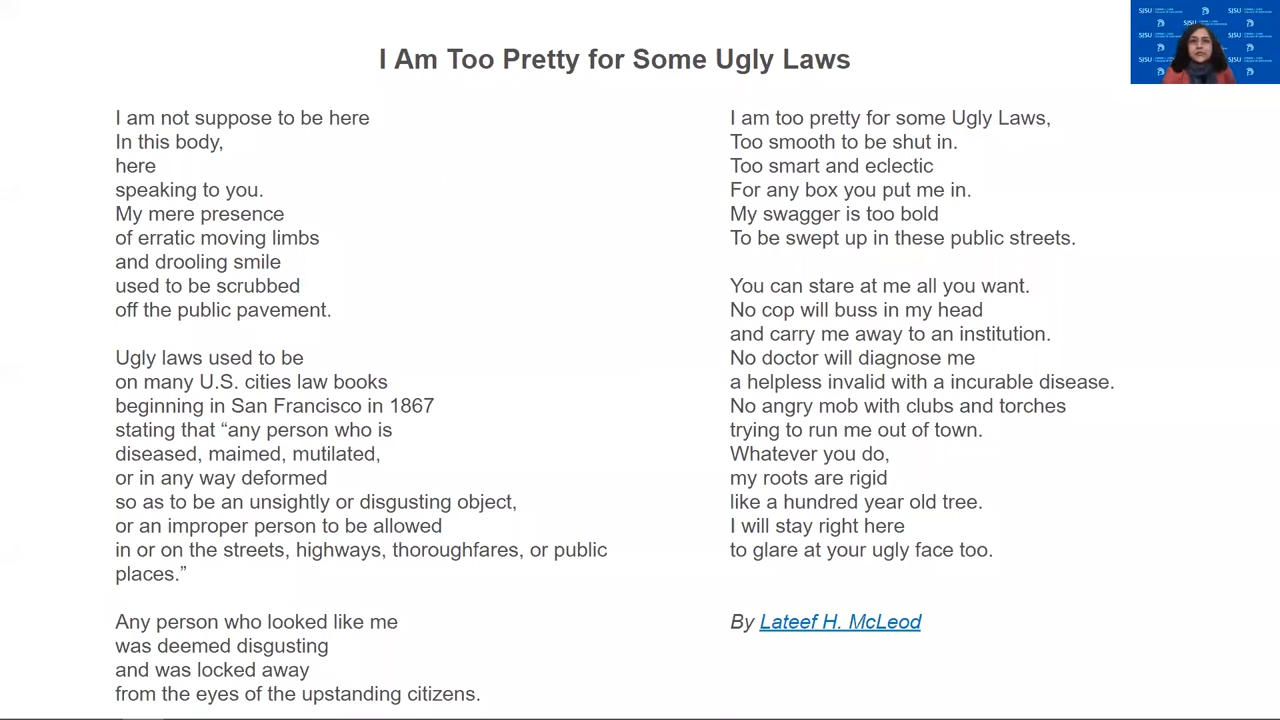 I Am Too Pretty for Some Ugly Laws
I am not suppose to be here
In this body,
here
speaking to you.
My mere presence
of erratic moving limbs
and drooling smile
used to be scrubbed
off the public pavement.
Ugly laws used to be
on many U.S. cities law books
beginning in San Francisco in 1867
stating that “any person who is
diseased, maimed, mutilated,
or in any way deformed
so as to be an unsightly or disgusting object,
or an improper person to be allowed
in or on the streets, highways, thoroughfares, or public
places.”
Any person who looked like me
was deemed disgusting
and was locked away
from the eyes of the upstanding citizens.
I am too pretty for some Ugly Laws,
Too smooth to be shut in.
Too smart and eclectic
For any box you put me in.
My swagger is too bold
To be swept up in these public streets.
You can stare at me all you want.
No cop will buss in my head
and carry me away to an institution.
No doctor will diagnose me
a helpless invalid with a incurable disease.
No angry mob with clubs and torches
trying to run me out of town.
Whatever you do,
my roots are rigid
like a hundred year old tree.
I will stay right here
to glare at your ugly face too.
By Lateef H. McLeod
SJSU
SJSU
SJSU
SJSU
SJSU
SJSU
SJSU